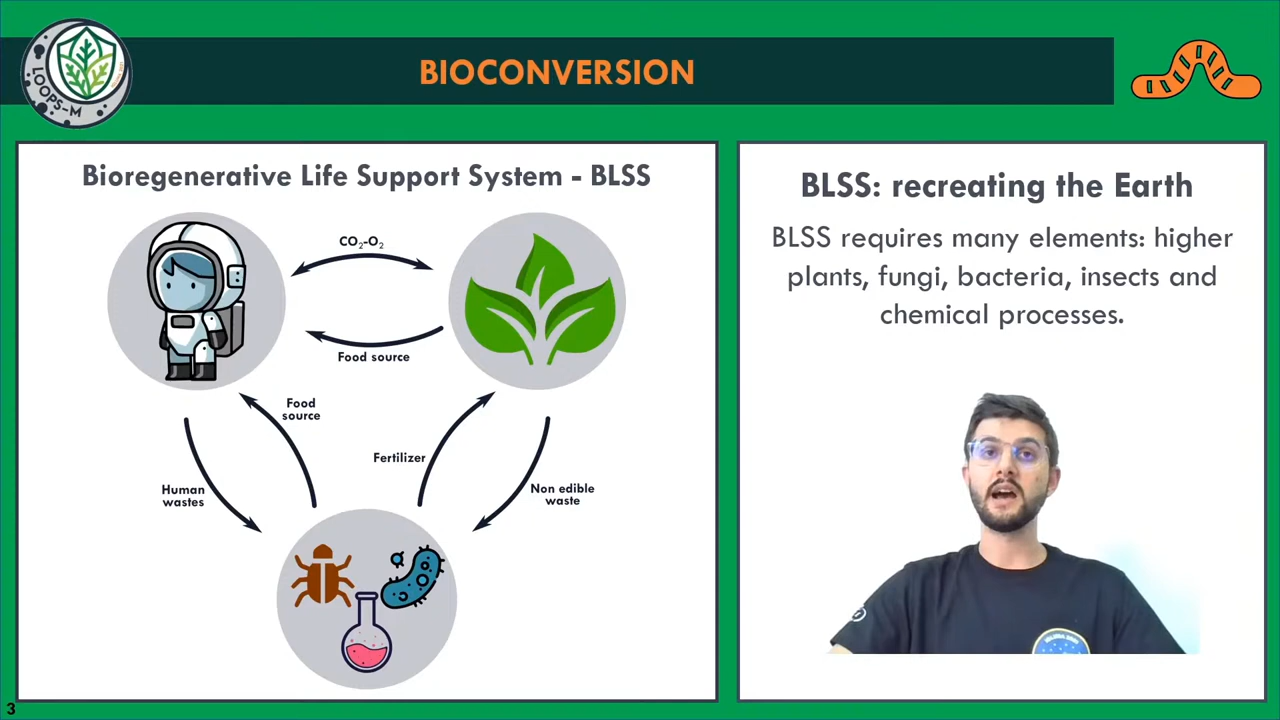 LOOPS-M
BIOCONVERSION
Bioregenerative Life Support System - BLSS
CO₂-O₂
Food source
Food
source
Fertilizer
Human
wastes
Non edible
waste
BLSS: recreating the Earth
BLSS requires many elements: higher
plants, fungi, bacteria, insects and
chemical processes.
3